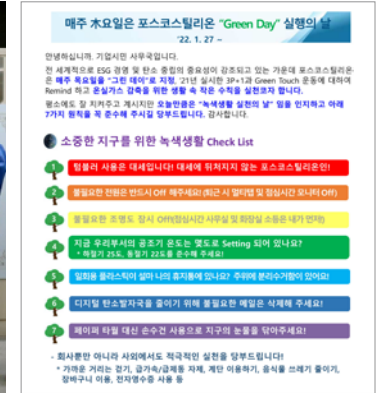 매주 木요일은 포스코스틸리온 "Green Day" 실행의 날
'22. 1. 27 ~
안녕하십니까. 기업시민 사무국입니다.
전 세계적으로 ESG 경영 및 탄소 중립의 중요성이 강조되고 있는 가운데 포스코스틸리온
은 매주 목요일을 "그린 데이"로 지정, '21년 실시한 3P+1과 Green Touch 운동에 대하여
Remind 하고 온실가스 감축을 위한 생활 속 작은 수칙을 실천코자 합니다.
평소에도 잘 지켜주고 계시지만 오늘만큼은 "녹색생활 실천의 날" 임을 인지하고 아래
7가지 원칙을 꼭 준수해 주시길 당부드립니다. 감사합니다.
소중한 지구를 위한 녹색생활 Check List
1 텀블러 사용은 대세입니다! 대세에 뒤처지지 않는 포스코스틸리온인!
2 불필요한 전원은 반드시 Off 해주세요! (퇴근 시 멀티탭 및 점심시간 모니터 Off)
3 불필요한 조명도 잠시 Off(점심시간 사무실 및 화장실 소등은 내가 먼저!)
4 지금 우리부서의 공조기 온도는 몇도로 Setting 되어 있나요?
* 하절기 25도, 동절기 22도를 준수해 주세요!
5 일회용 플라스틱이 설마 나의 휴지통에 있나요? 주위에 분리수거함이 있어요!
6 디지털 탄소발자국을 줄이기 위해 불필요한 메일은 삭제해 주세요!
7 페이퍼 타월 대신 손수건 사용으로 지구의 눈물을 닦아주세요!
- 회사뿐만 아니라 사외에서도 적극적인 실천을 당부드립니다!
* 가까운 거리는 걷기, 급가속/급제동 자제, 계단 이용하기, 음식물 쓰레기 줄이기,
장바구니 이용, 전자영수증 사용 등